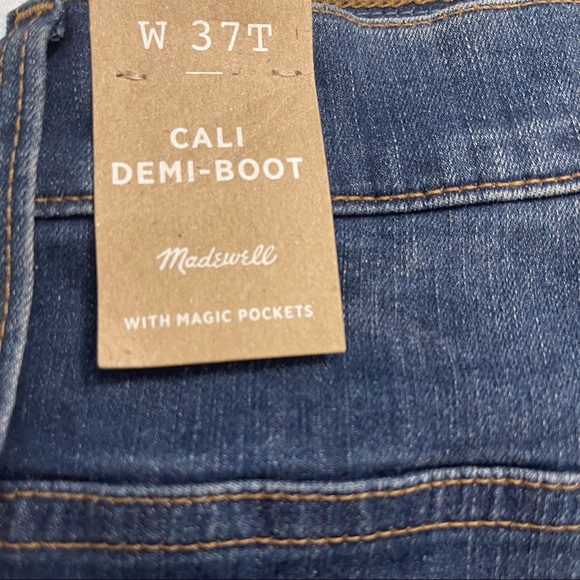 W 37T
CALI
DEMI-BOOT
Madewell
WITH MAGIC POCKETS